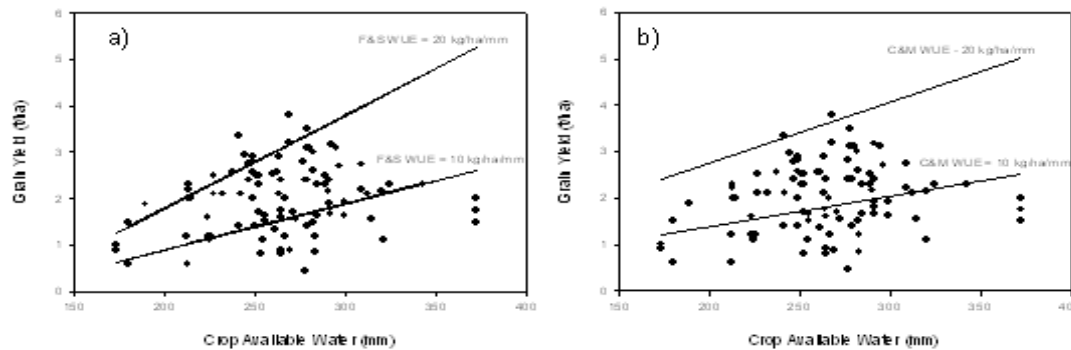 a)
F&S WUE = 20 kg/ha/mm
F&S WUE = 10 kg/ha/mm
Grain Yield (t/ha)
6
5
4
3
2
1
0
150 200 250 300 350 400
Crop Available Water (mm)
b)
C&M WUE - 20 kg/ha/mm
C&M WUE = 10 kg/ha/mm
Grain Yield (t/ha)
6
5
4
3
2
1
0
150 200 250 300 350 400
Crop Available Water (mm)